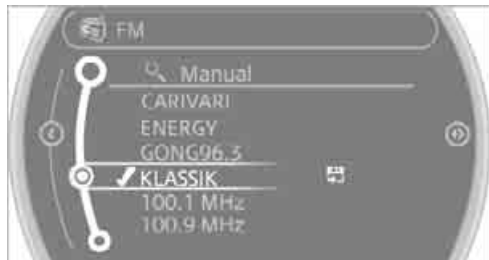 FM
Manual
CARIVARI
ENERGY
GONG96.3
KLASSIK
100.1 MHz
100.9 MHz